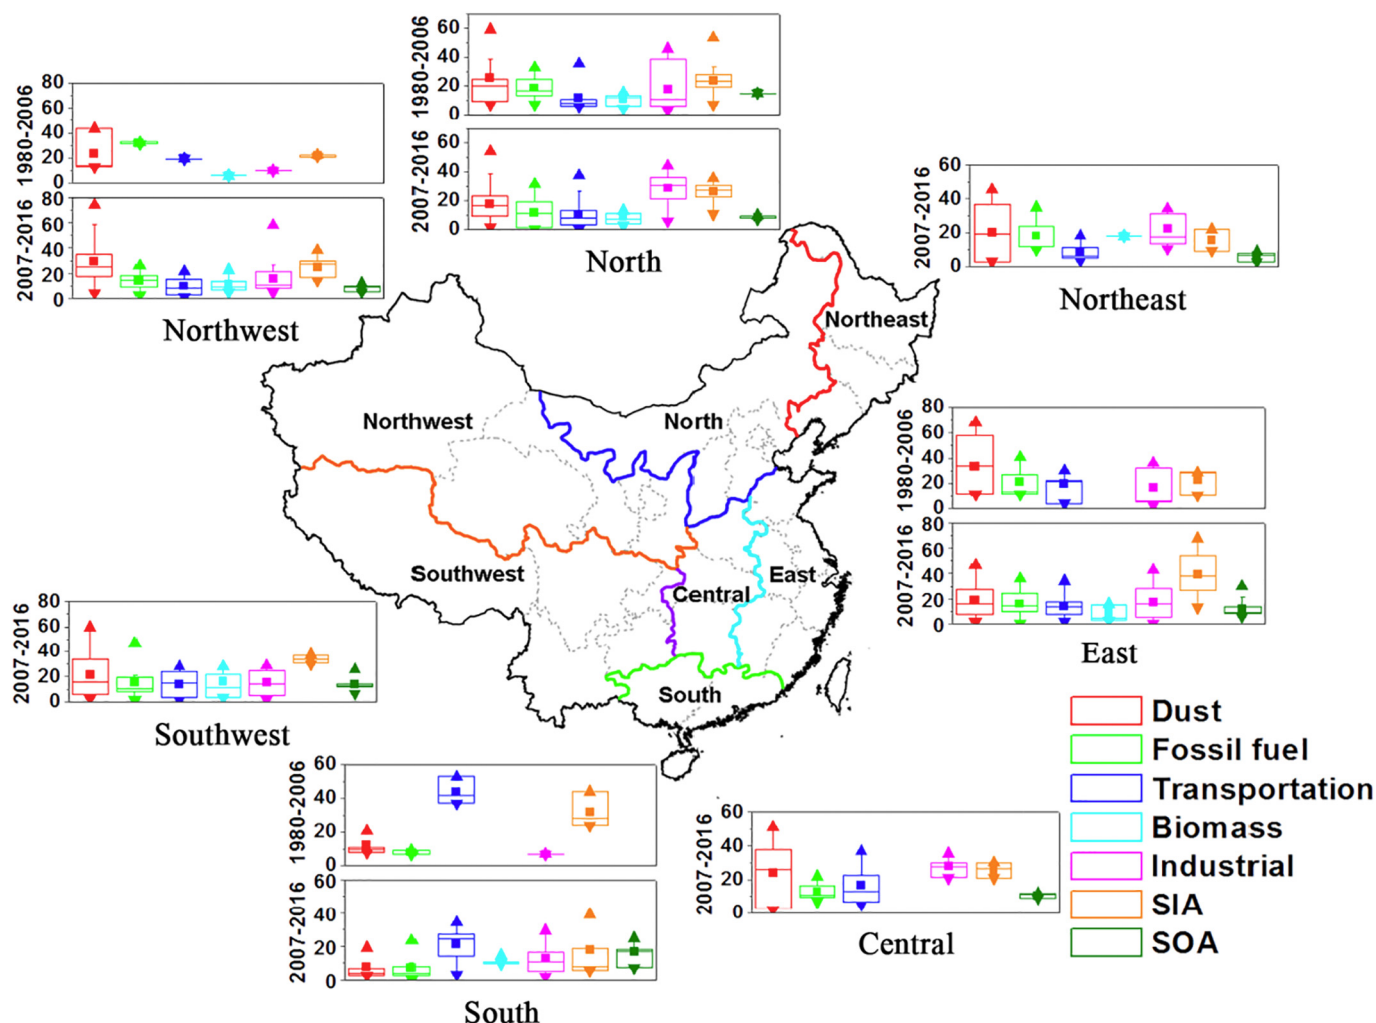 60
40
20
0
1980-2006
60
40
20
0
2007-2016
North
80
60
40
20
0
1980-2006
80
60
40
20
0
2007-2016
Northwest
60
40
20
0
2007-2016
Northeast
Northeast
Northwest
North
Southwest
Central
East
South
80
60
40
20
0
1980-2006
80
60
40
20
0
2007-2016
East
80
60
40
20
0
2007-2016
Southwest
60
40
20
0
1980-2006
60
40
20
0
2007-2016
South
60
40
20
0
2007-2016
Central
Dust
Fossil fuel
Transportation
Biomass
Industrial
SIA
SOA